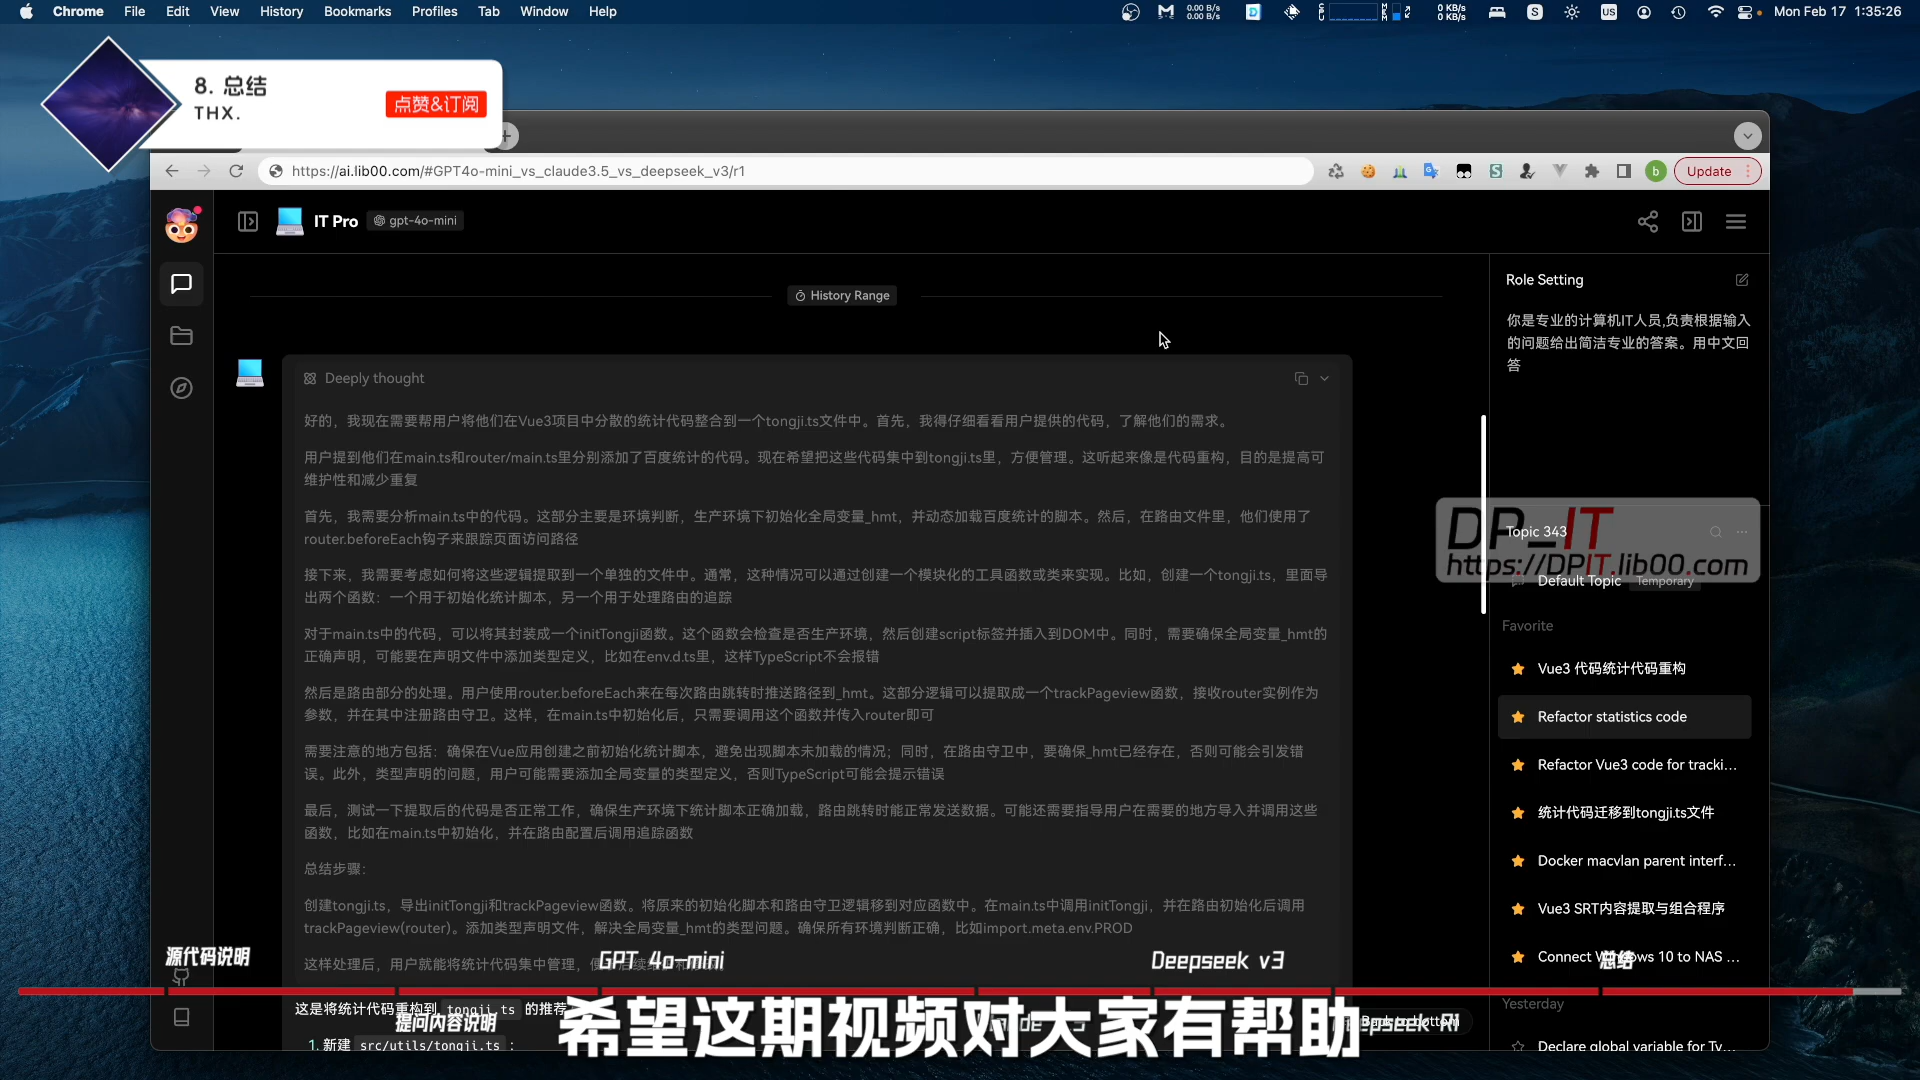 Chrome File Edit View History Bookmarks Profiles Tab Window Help
0.00 B/s
0.00 B/s
0 KB/s
0 KB/s
US
Mon Feb 17 1:35:26
8. 总结
THX.
点赞&订阅
https://ai.lib00.com/#GPT4o-mini_vs_claude3.5_vs_deepseek_v3/r1
Update
IT Pro gpt-4o-mini
History Range
Deeply thought
好的，我现在需要帮用户将他们在Vue3项目中分散的统计代码整合到一个tongji.ts文件中。首先，我得仔细看看用户提供的代码，了解他们的需求。
用户提到他们在main.ts和router/main.ts里分别添加了百度统计的代码。现在希望把这些代码集中到tongji.ts里，方便管理。这听起来像是代码重构，目的是提高可
维护性和减少重复
首先，我需要分析main.ts中的代码。这部分主要是环境判断，生产环境下初始化全局变量_hmt，并动态加载百度统计的脚本。然后，在路由文件里，他们使用了
router.beforeEach钩子来跟踪页面访问路径
接下来，我需要考虑如何将这些逻辑提取到一个单独的文件中。通常，这种情况可以通过创建一个模块化的工具函数或类来实现。比如，创建一个tongji.ts，里面导
出两个函数：一个用于初始化统计脚本，另一个用于处理路由的追踪
对于main.ts中的代码，可以将其封装成一个initTongji函数。这个函数会检查是否生产环境，然后创建script标签并插入到DOM中。同时，需要确保全局变量_hmt的
正确声明，可能要在声明文件中添加类型定义，比如在env.d.ts里，这样TypeScript不会报错
然后是路由部分的处理。用户使用router.beforeEach来在每次路由跳转时推送路径到_hmt。这部分逻辑可以提取成一个trackPageview函数，接收router实例作为
参数，并在其中注册路由守卫。这样，在main.ts中初始化后，只需要调用这个函数并传入router即可
需要注意的地方包括：确保在Vue应用创建之前初始化统计脚本，避免出现脚本未加载的情况；同时，在路由守卫中，要确保_hmt已经存在，否则可能会引发错
误。此外，类型声明的问题，用户可能需要添加全局变量的类型定义，否则TypeScript可能会提示错误
最后，测试一下提取后的代码是否正常工作，确保生产环境下统计脚本正确加载，路由跳转时能正常发送数据。可能还需要指导用户在需要的地方导入并调用这些
函数，比如在main.ts中初始化，并在路由配置后调用追踪函数
总结步骤：
创建tongji.ts，导出initTongji和trackPageview函数。将原来的初始化脚本和路由守卫逻辑移到对应函数中。在main.ts中调用initTongji，并在路由初始化后调用
trackPageview(router)。添加类型声明文件，解决全局变量_hmt的类型问题。确保所有环境判断正确，比如import.meta.env.PROD
这样处理后，用户就能将统计代码集中管理，
这是将统计代码重构到 tongji.ts 的推荐
1. 新建 src/utils/tongji.ts ：
Back to bottom
Role Setting
你是专业的计算机IT人员,负责根据输入
的问题给出简洁专业的答案。用中文回
答
DP_IT
https://DPIT.lib00.com
Topic 343
Default Topic Temporary
Favorite
Vue3 代码统计代码重构
Refactor statistics code
Refactor Vue3 code for tracki...
统计代码迁移到tongji.ts文件
Docker macvlan parent interf...
Vue3 SRT内容提取与组合程序
Connect Windows 10 to NAS ...
Yesterday
Declare global variable for Ty...
源代码说明
GPT 4o-mini
Deepseek v3
总结
提问内容说明
Deepseek R1
希望这期视频对大家有帮助